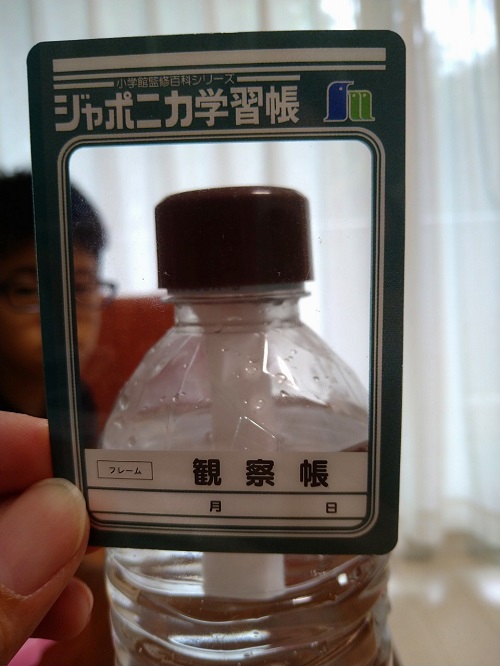 小学館監修百科シリーズ
ジャポニカ学習帳
フレーム
観察帳
月 日